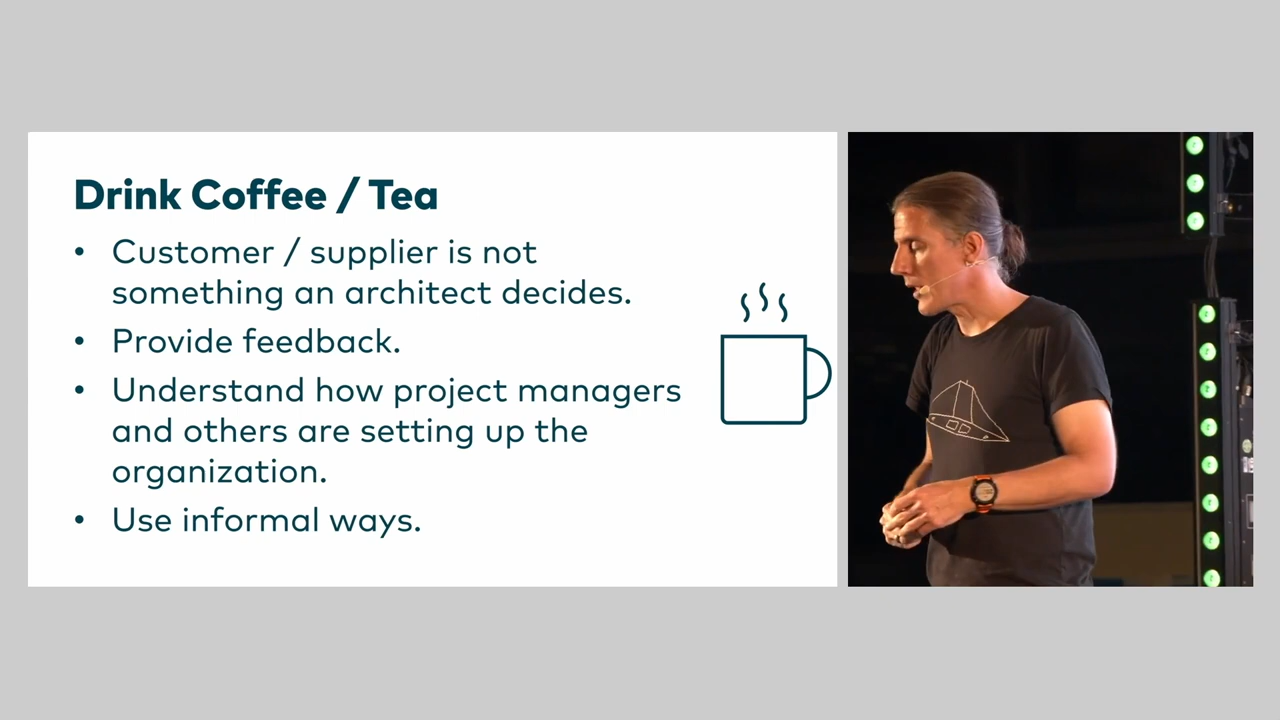 Drink Coffee / Tea
• Customer / supplier is not
something an architect decides.
• Provide feedback.
• Understand how project managers
and others are setting up the
organization.
• Use informal ways.